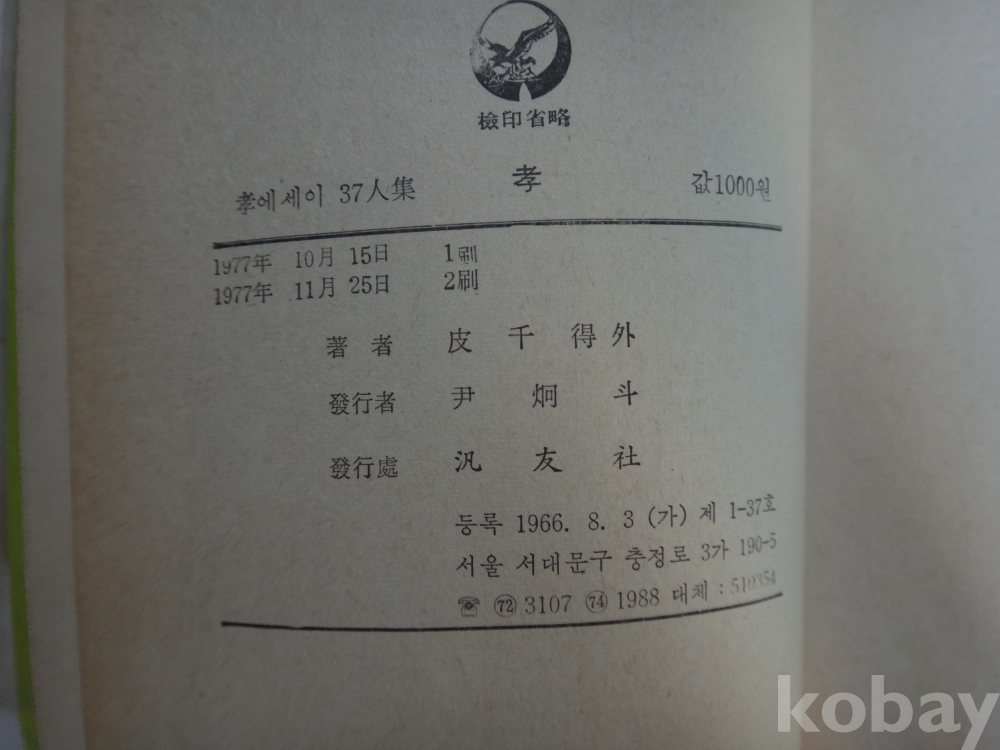 檢印省略
孝에세이 37人集 孝 값1000원
1977年 10月 15日 1刷
1977年 11月 25日 2刷
著者 皮千得外
發行者 尹炯斗
發行處 汎友社
등록 1966. 8. 3 (가) 제 1-37호
서울 서대문구 충정로 3가 190-5
☎ ㉒ 3107 ㉔ 1988 대체 : 510354
kobay